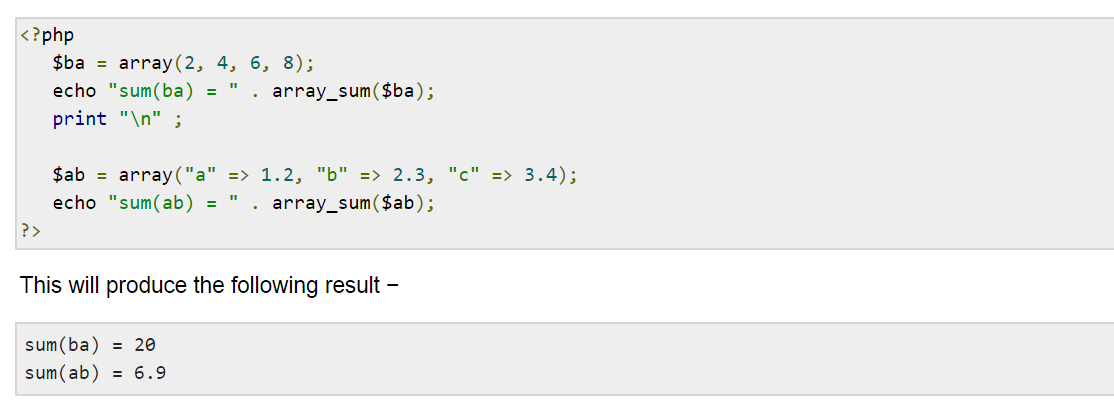 <?php
$ba = array(2, 4, 6, 8);
echo "sum(ba) = " . array_sum($ba);
print "\n" ;
$ab = array("a" => 1.2, "b" => 2.3, "c" => 3.4);
echo "sum(ab) = " . array_sum($ab);
?>
This will produce the following result −
sum(ba) = 20
sum(ab) = 6.9